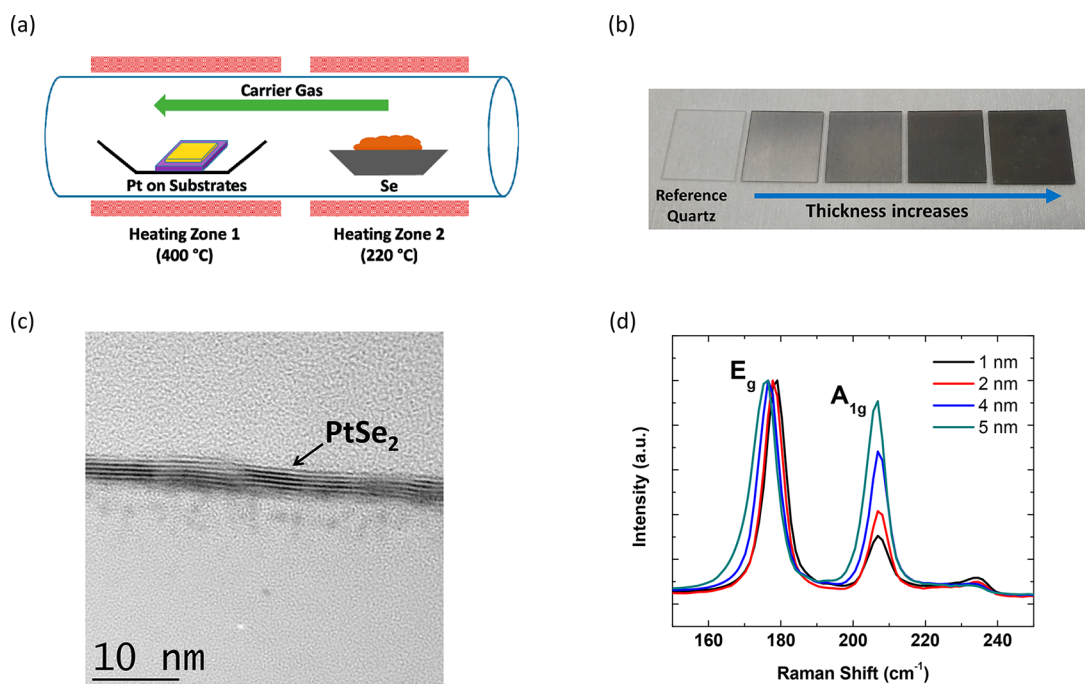 (a)
Carrier Gas
Pt on Substrates
Se
Heating Zone 1
(400 °C)
Heating Zone 2
(220 °C)
(b)
Reference
Quartz
Thickness increases
(c)
PtSe₂
10 nm
(d)
E_g
A_1g
1 nm
2 nm
4 nm
5 nm
Intensity (a.u.)
160 180 200 220 240
Raman Shift (cm⁻¹)